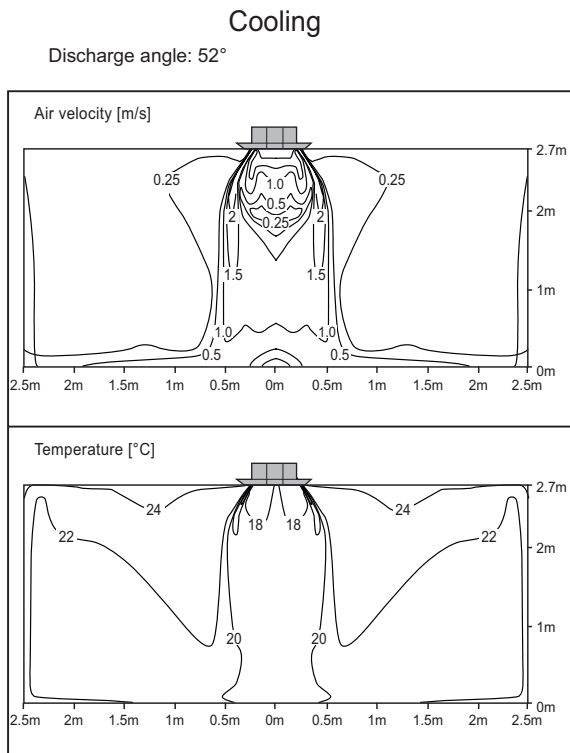 Cooling
Discharge angle: 52°
Air velocity [m/s]
2.7m
0.25 1.0 0.25
0.5
2 0.25 2 2m
1.5 1.5
1m
1.0 1.0
0.5 0.5
0m
2.5m 2m 1.5m 1m 0.5m 0m 0.5m 1m 1.5m 2m 2.5m
Temperature [°C]
2.7m
24 18 18 24
22 22
2m
20 20 1m
0m
2.5m 2m 1.5m 1m 0.5m 0m 0.5m 1m 1.5m 2m 2.5m